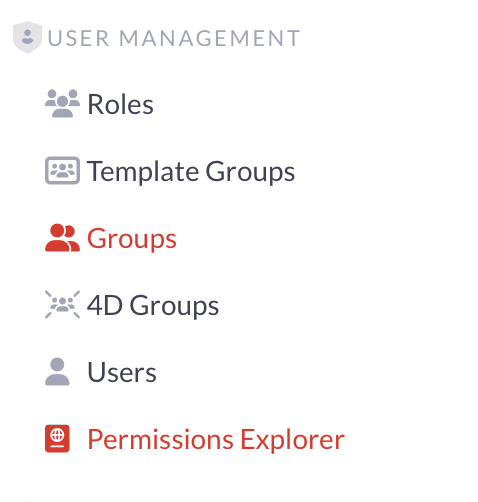 USER MANAGEMENT
Roles
Template Groups
Groups
4D Groups
Users
Permissions Explorer